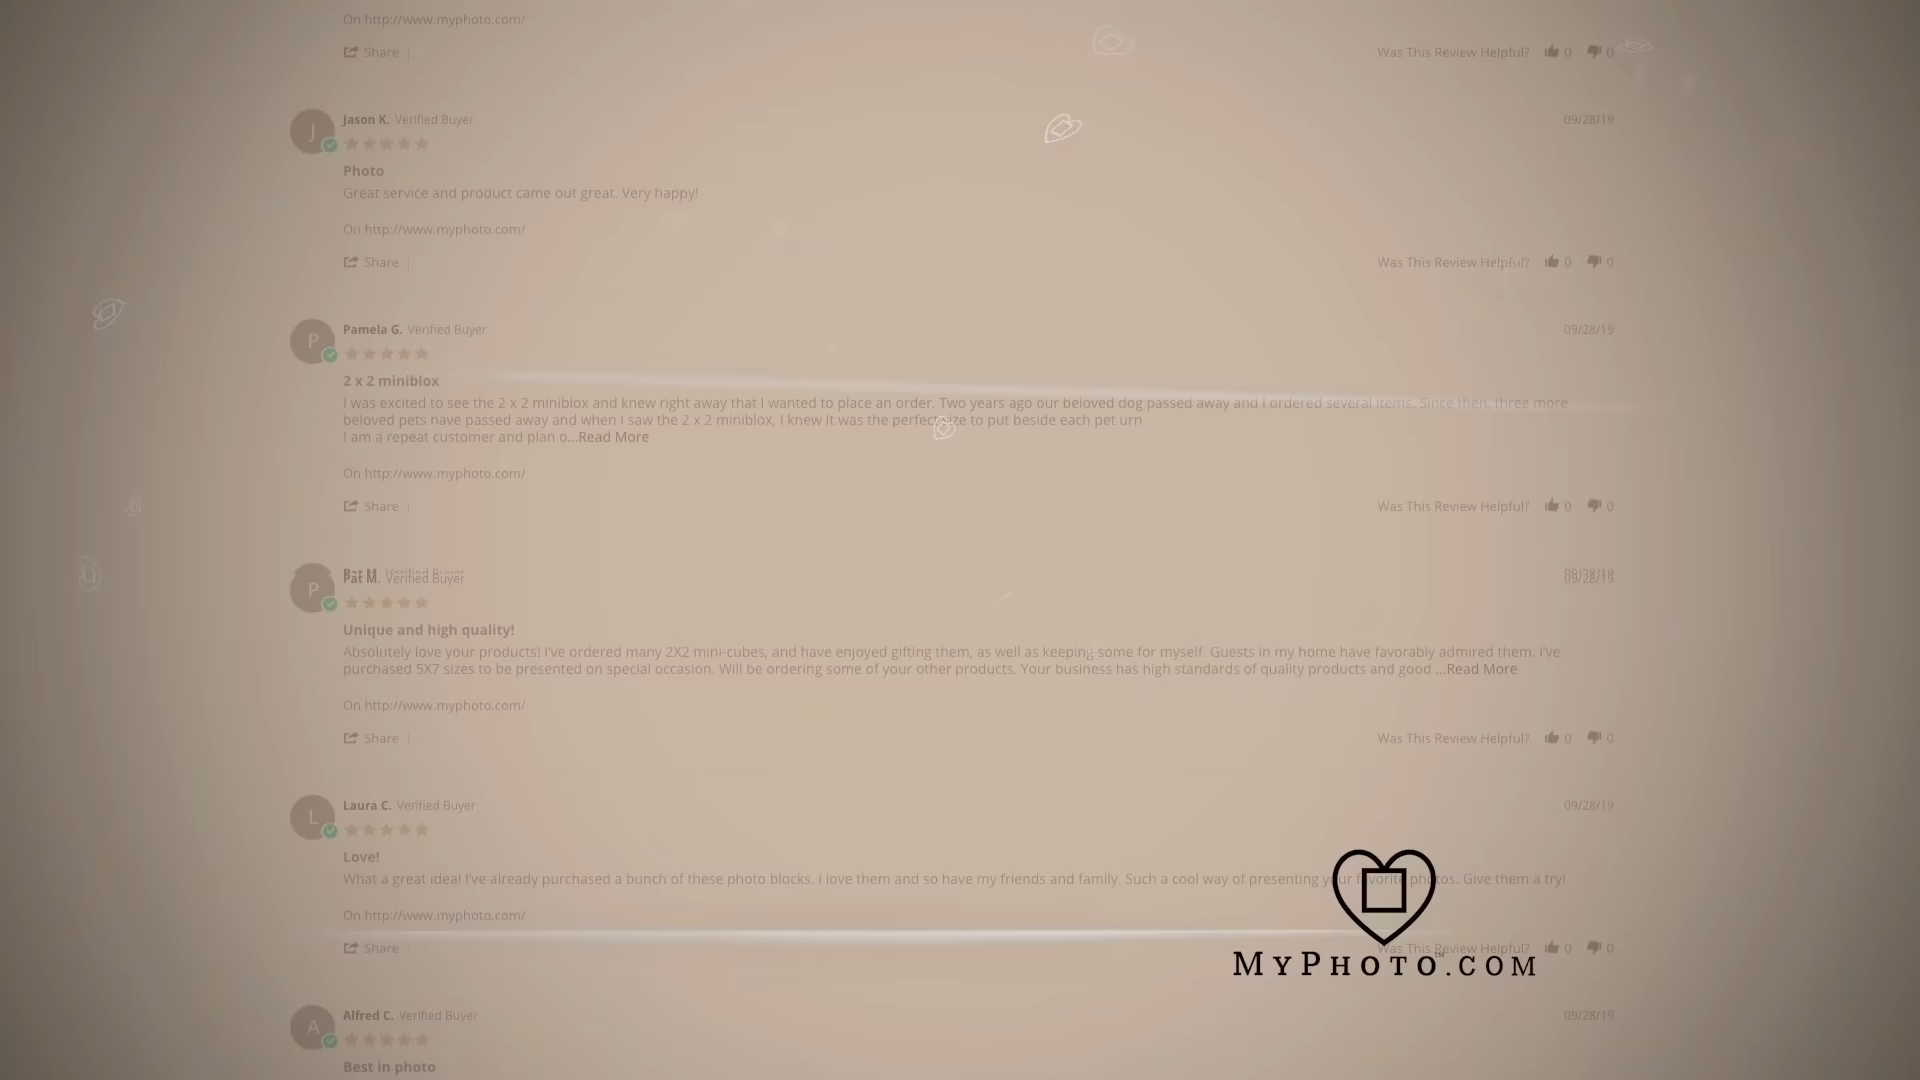 On http://www.myphoto.com/
Share |
Was This Review Helpful? 0 0
J
Jason K. Verified Buyer
09/28/19
Photo
Great service and product came out great. Very happy!
On http://www.myphoto.com/
Share |
Was This Review Helpful? 0 0
P
Pamela G. Verified Buyer
09/28/19
2 x 2 miniblox
I was excited to see the 2 x 2 miniblox and knew right away that I wanted to place an order. Two years ago our beloved dog passed away and I ordered several items. Since then, three more
beloved pets have passed away and when I saw the 2 x 2 miniblox, I knew it was the perfect size to put beside each pet urn.
I am a repeat customer and plan o...Read More
On http://www.myphoto.com/
Share |
Was This Review Helpful? 0 0
P
Pat M. Verified Buyer
09/28/19
Unique and high quality!
Absolutely love your products! I've ordered many 2X2 mini-cubes, and have enjoyed gifting them, as well as keeping some for myself. Guests in my home have favorably admired them. I've
purchased 5X7 sizes to be presented on special occasion. Will be ordering some of your other products. Your business has high standards of quality products and good ...Read More
On http://www.myphoto.com/
Share |
Was This Review Helpful? 0 0
L
Laura C. Verified Buyer
09/28/19
Love!
What a great idea! I've already purchased a bunch of these photo blocks. I love them and so have my friends and family. Such a cool way of presenting your favorite photos. Give them a try!
On http://www.myphoto.com/
Share |
Was This Review Helpful? 0 0
MYPHOTO.COM
A
Alfred C. Verified Buyer
09/28/19
Best in photo